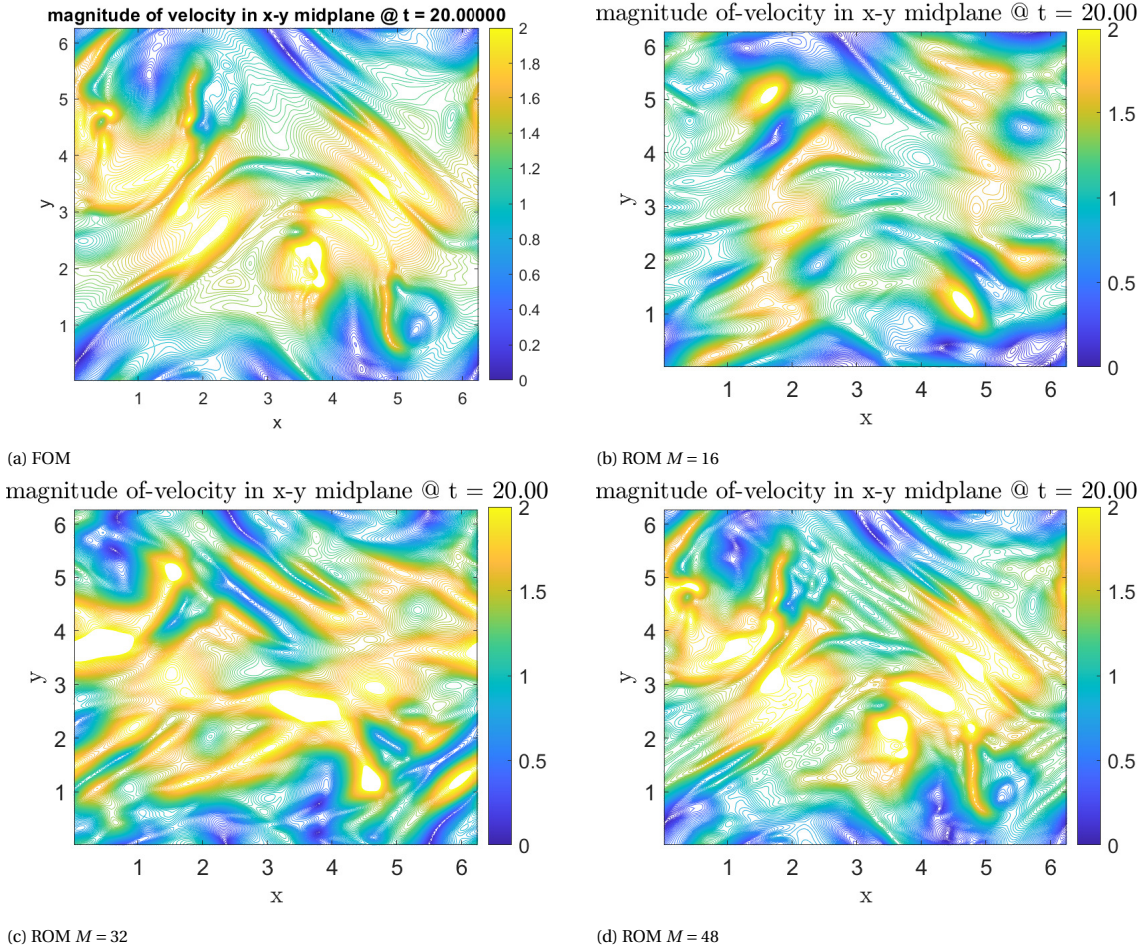 magnitude of velocity in x-y midplane @ t = 20.00000
6
5
4
3
2
1
y
1 2 3 4 5 6
x
2
1.8
1.6
1.4
1.2
1
0.8
0.6
0.4
0.2
0
(a) FOM
magnitude of-velocity in x-y midplane @ t = 20.00
6
5
4
3
2
1
y
1 2 3 4 5 6
x
2
1.5
1
0.5
0
(b) ROM M = 16
magnitude of-velocity in x-y midplane @ t = 20.00
6
5
4
3
2
1
y
1 2 3 4 5 6
x
2
1.5
1
0.5
0
(c) ROM M = 32
magnitude of-velocity in x-y midplane @ t = 20.00
6
5
4
3
2
1
y
1 2 3 4 5 6
x
2
1.5
1
0.5
0
(d) ROM M = 48